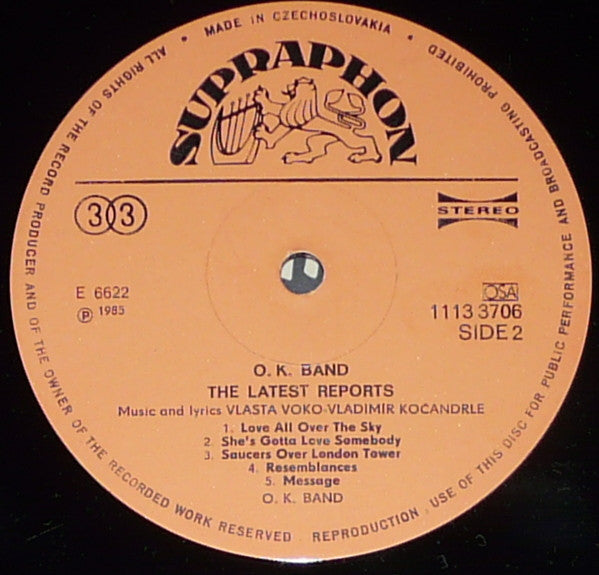 ALL RIGHTS OF THE RECORD PRODUCER AND OF THE OWNER OF THE RECORDED WORK RESERVED . REPRODUCTION, USE OF THIS DISC FOR PUBLIC PERFORMANCE AND BROADCASTING PROHIBITED
• MADE IN CZECHOSLOVAKIA •
SUPRAPHON
33
STEREO
E 6622
OSA
Ⓟ 1985
1113 3706
SIDE 2
O. K. BAND
THE LATEST REPORTS
Music and lyrics VLASTA VOKO-VLADIMIR KOČANDRLE
1. Love All Over The Sky
2. She's Gotta Love Somebody
3. Saucers Over London Tower
4. Resemblances
5. Message
O. K. BAND